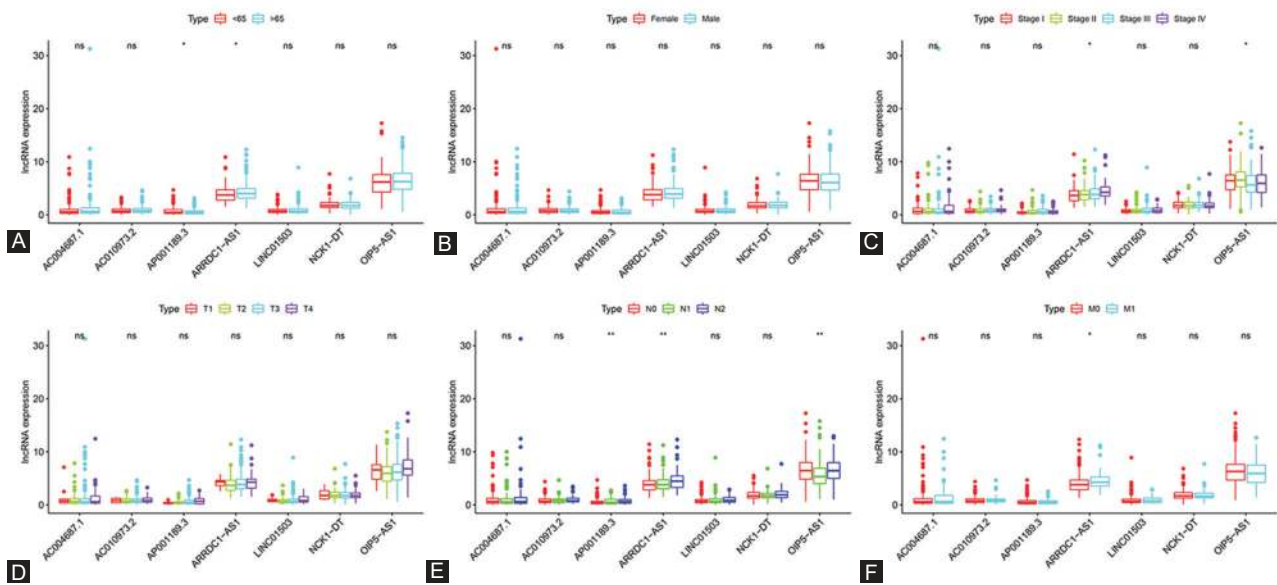 Type <65 >65
ns ns * * ns ns ns
30
20
10
0
lncRNA expression
AC004687.1 AC010973.2 AP001189.3 ARRDC1-AS1 LINC01503 NCK1-DT OIP5-AS1
A
Type Female Male
ns ns ns ns ns ns ns
30
20
10
0
lncRNA expression
AC004687.1 AC010973.2 AP001189.3 ARRDC1-AS1 LINC01503 NCK1-DT OIP5-AS1
B
Type Stage I Stage II Stage III Stage IV
ns ns ns * ns ns *
30
20
10
0
lncRNA expression
AC004687.1 AC010973.2 AP001189.3 ARRDC1-AS1 LINC01503 NCK1-DT OIP5-AS1
C
Type T1 T2 T3 T4
ns ns ns ns ns ns ns
30
20
10
0
lncRNA expression
AC004687.1 AC010973.2 AP001189.3 ARRDC1-AS1 LINC01503 NCK1-DT OIP5-AS1
D
Type N0 N1 N2
ns ns ** ** ns ns **
30
20
10
0
lncRNA expression
AC004687.1 AC010973.2 AP001189.3 ARRDC1-AS1 LINC01503 NCK1-DT OIP5-AS1
E
Type M0 M1
ns ns ns * ns ns ns
30
20
10
0
lncRNA expression
AC004687.1 AC010973.2 AP001189.3 ARRDC1-AS1 LINC01503 NCK1-DT OIP5-AS1
F